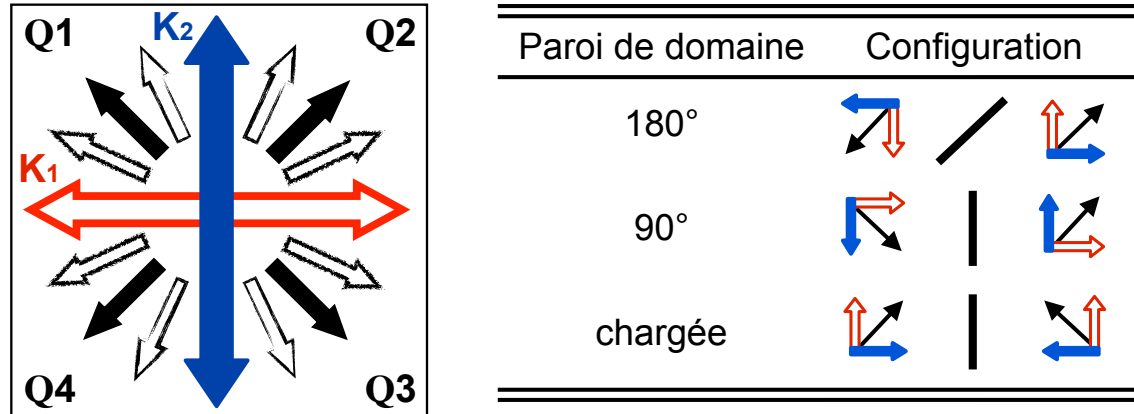 Q1 K₂ Q2
K₁
Q4 Q3
Paroi de domaine Configuration
180°
90°
chargée